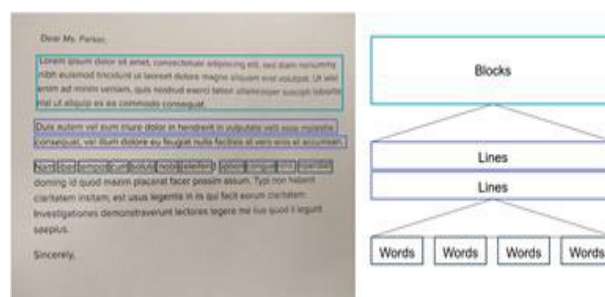 Dear Ms. Parker,
Lorem ipsum dolor sit amet, consectetuer adipiscing elit, sed diam nonummy
nibh euismod tincidunt ut laoreet dolore magna aliquam erat volutpat. Ut wisi
enim ad minim veniam, quis nostrud exerci tation ullamcorper suscipit lobortis
nisl ut aliquip ex ea commodo consequat.
Duis autem vel eum iriure dolor in hendrerit in vulputate velit esse molestie
consequat, vel illum dolore eu feugiat nulla facilisis at vero eros et accumsan.
Nam liber tempor cum soluta nobis eleifend option congue nihil imperdiet
doming id quod mazim placerat facer possim assum. Typi non habent
claritatem insitam; est usus legentis in iis qui facit eorum claritatem.
Investigationes demonstraverunt lectores legere me lius quod ii legunt
saepius.
Sincerely,
Blocks
Lines
Lines
Words
Words
Words
Words